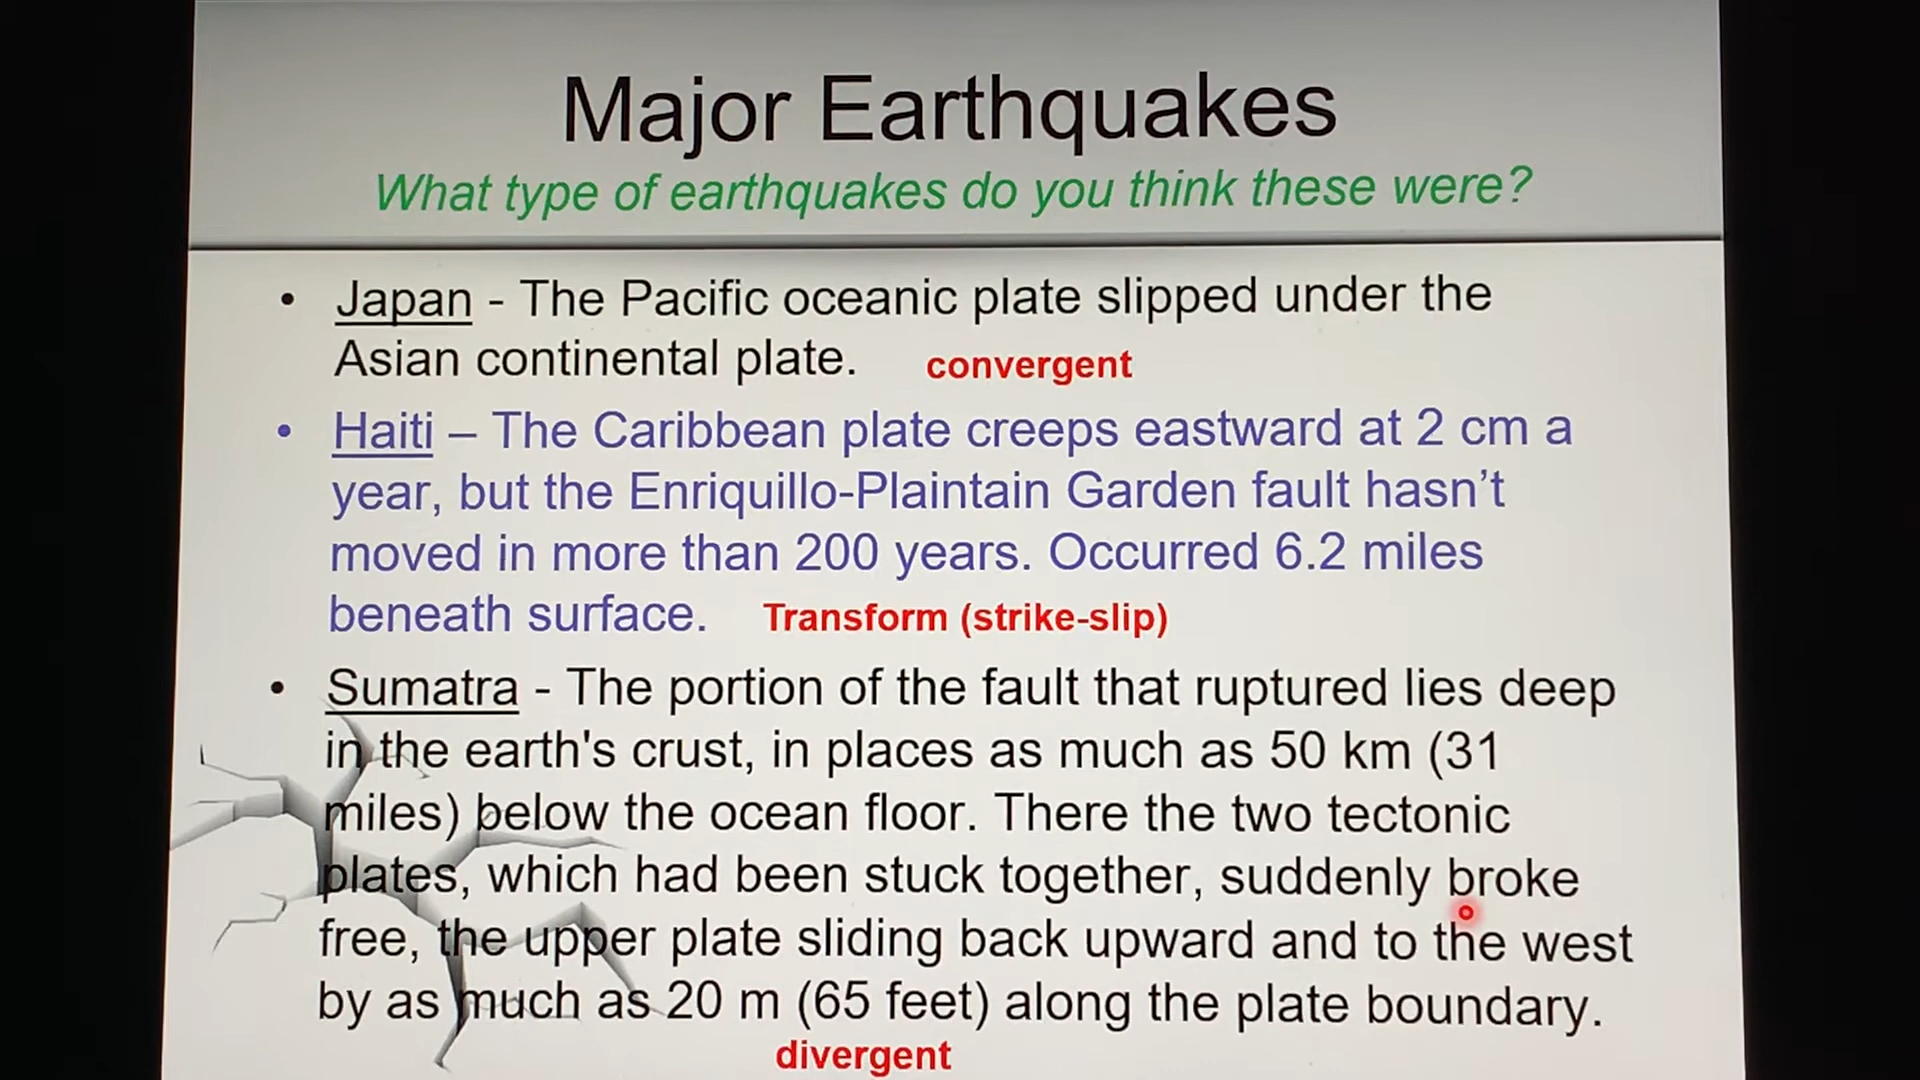 Major Earthquakes
What type of earthquakes do you think these were?
• Japan - The Pacific oceanic plate slipped under the
Asian continental plate. convergent
• Haiti – The Caribbean plate creeps eastward at 2 cm a
year, but the Enriquillo-Plaintain Garden fault hasn't
moved in more than 200 years. Occurred 6.2 miles
beneath surface. Transform (strike-slip)
• Sumatra - The portion of the fault that ruptured lies deep
in the earth's crust, in places as much as 50 km (31
miles) below the ocean floor. There the two tectonic
plates, which had been stuck together, suddenly broke
free, the upper plate sliding back upward and to the west
by as much as 20 m (65 feet) along the plate boundary.
divergent